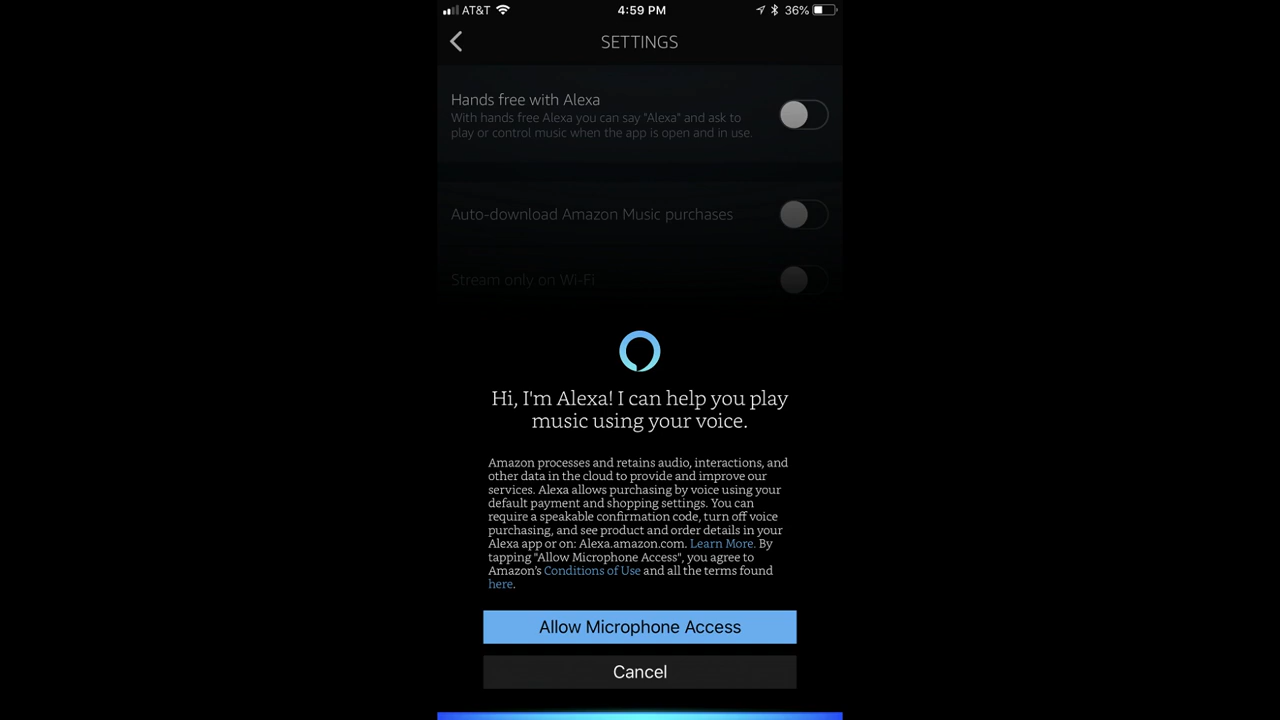 AT&T 4:59 PM 36%
SETTINGS
Hands free with Alexa
With hands free Alexa you can say "Alexa" and ask to
play or control music when the app is open and in use.
Auto-download Amazon Music purchases
Stream only on Wi-Fi
Hi, I'm Alexa! I can help you play
music using your voice.
Amazon processes and retains audio, interactions, and
other data in the cloud to provide and improve our
services. Alexa allows purchasing by voice using your
default payment and shopping settings. You can
require a speakable confirmation code, turn off voice
purchasing, and see product and order details in your
Alexa app or on: Alexa.amazon.com. Learn More. By
tapping "Allow Microphone Access", you agree to
Amazon's Conditions of Use and all the terms found
here.
Allow Microphone Access
Cancel